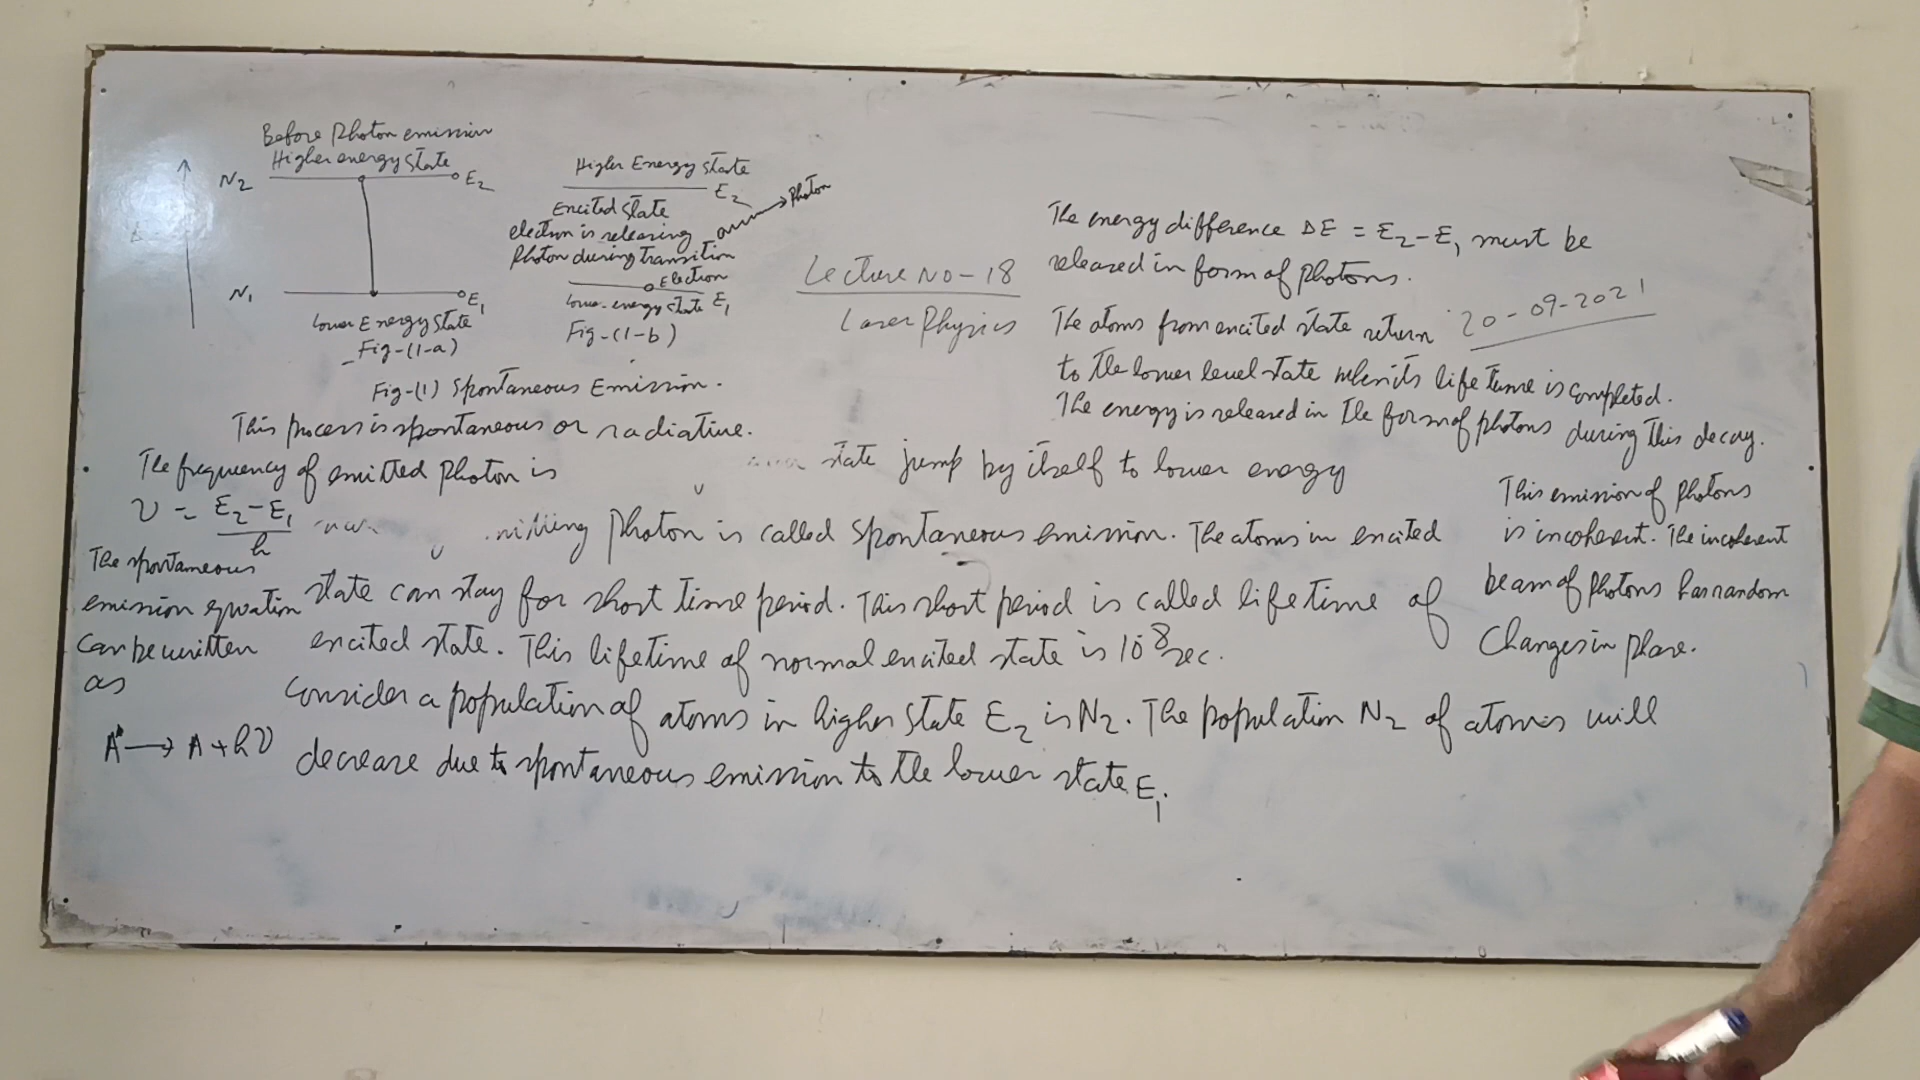 Before Photon emission
Higher energy state
N2
E2
N1
E1
Lower Energy State
Fig-(1-a)
Higher Energy State
E2
Photon
Excited State
electron is releasing
Photon during transition
Electron
Lower-energy state E1
Fig-(1-b)
Fig-(1) Spontaneous Emission.
This process is spontaneous or radiative.
Lecture No-18
Laser Physics
20-09-2021
The energy difference ΔE = E2-E1 must be
released in form of photons.
The atoms from excited state return
to the lower level state when its life time is completed.
The energy is released in the form of photons during this decay.
The frequency of emitted Photon is
ν = E2-E1
h
The spontaneous
emission equation
can be written
as
A* → A + hν
state jump by itself to lower energy
Photon is called Spontaneous emission. The atoms in excited
state can stay for short time period. This short period is called lifetime of
excited state. This lifetime of normal excited state is 10⁻⁸ sec.
Consider a population of atoms in higher state E2 is N2. The population N2 of atoms will
decrease due to spontaneous emission to the lower state E1.
This emission of Photons
is incoherent. The incoherent
beam of Photons has random
Changes in phase.